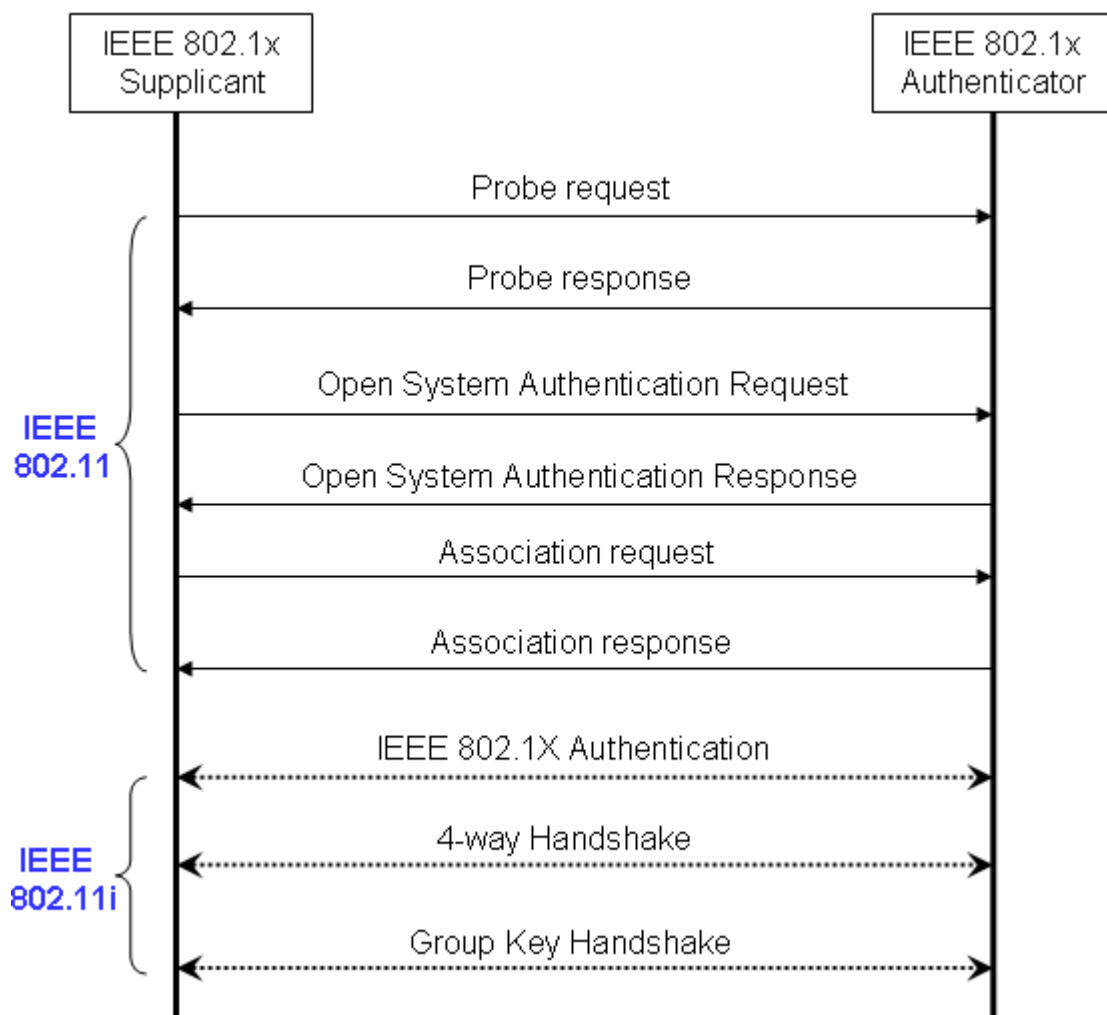 IEEE 802.1x
Supplicant
IEEE 802.1x
Authenticator
Probe request
Probe response
Open System Authentication Request
IEEE
802.11
Open System Authentication Response
Association request
Association response
IEEE 802.1X Authentication
4-way Handshake
IEEE
802.11i
Group Key Handshake